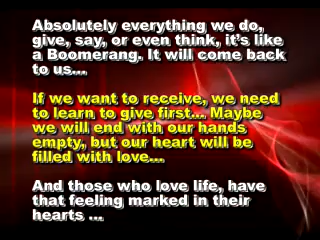 Absolutely everything we do,
give, say, or even think, it's like
a Boomerang. It will come back
to us...
If we want to receive, we need
to learn to give first... Maybe
we will end with our hands
empty, but our heart will be
filled with love...
And those who love life, have
that feeling marked in their
hearts ...